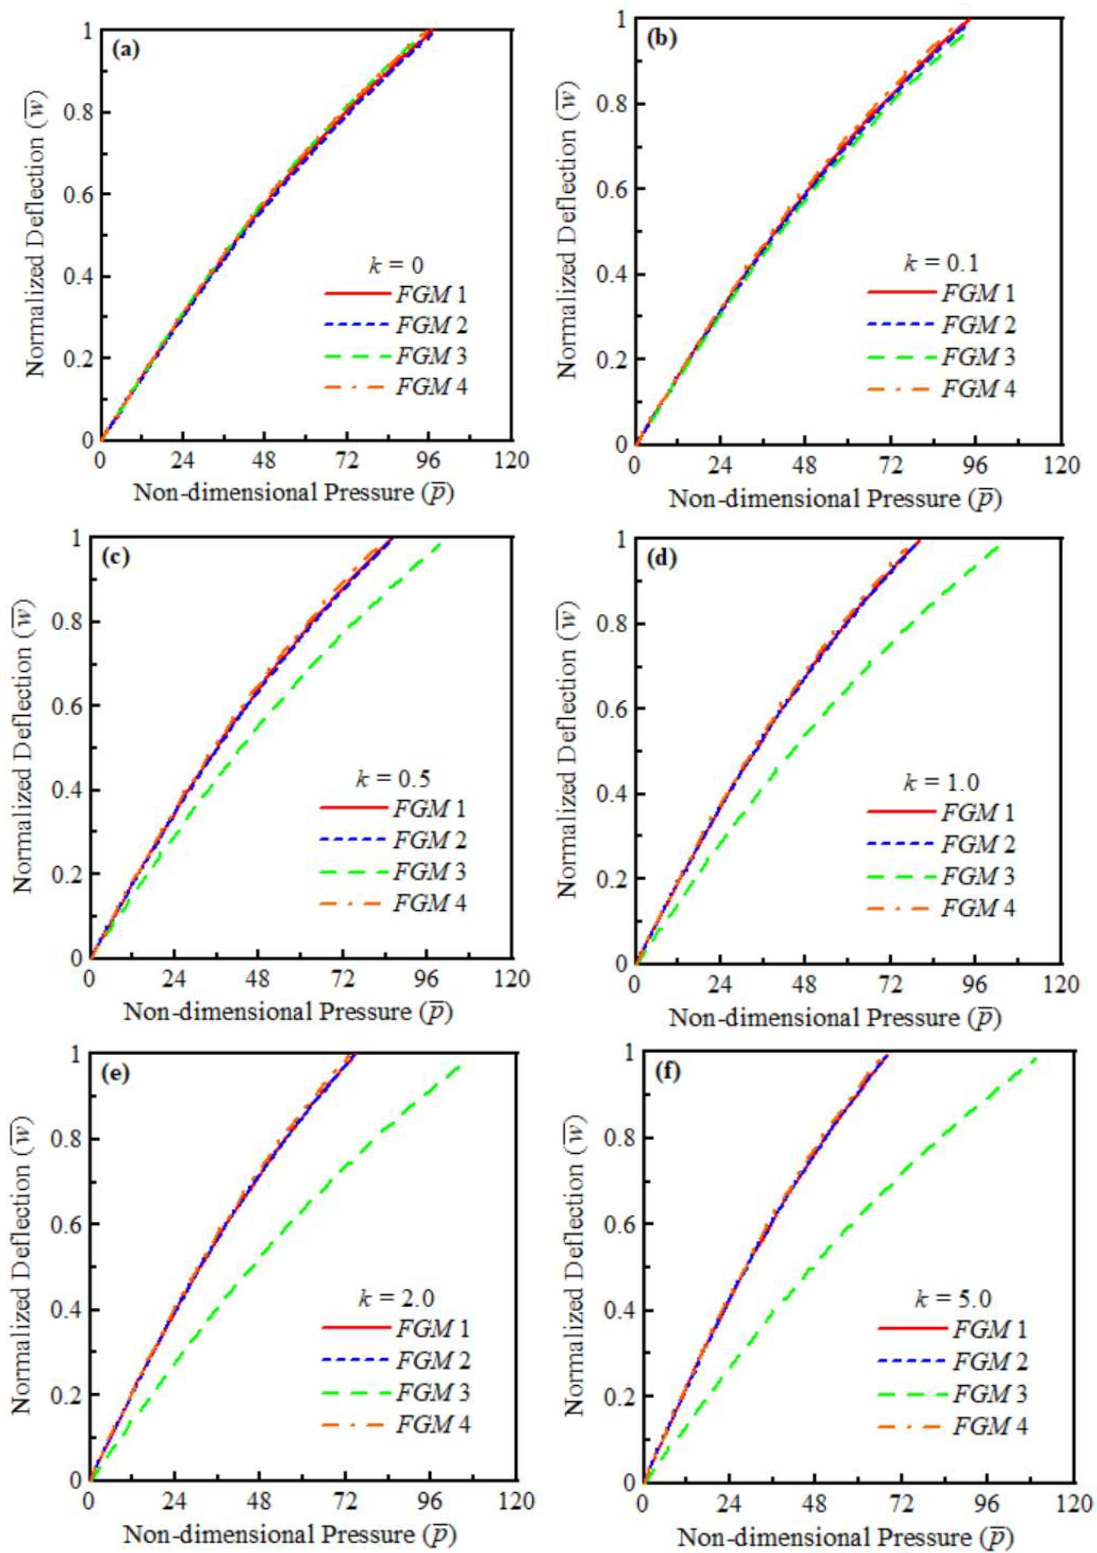 (a)
1
0.8
0.6
0.4
0.2
0
Normalized Deflection (w̅)
k = 0
FGM 1
FGM 2
FGM 3
FGM 4
0 24 48 72 96 120
Non-dimensional Pressure (p̅)
(b)
1
0.8
0.6
0.4
0.2
0
Normalized Deflection (w̅)
k = 0.1
FGM 1
FGM 2
FGM 3
FGM 4
0 24 48 72 96 120
Non-dimensional Pressure (p̅)
(c)
1
0.8
0.6
0.4
0.2
0
Normalized Deflection (w̅)
k = 0.5
FGM 1
FGM 2
FGM 3
FGM 4
0 24 48 72 96 120
Non-dimensional Pressure (p̅)
(d)
1
0.8
0.6
0.4
0.2
0
Normalized Deflection (w̅)
k = 1.0
FGM 1
FGM 2
FGM 3
FGM 4
0 24 48 72 96 120
Non-dimensional Pressure (p̅)
(e)
1
0.8
0.6
0.4
0.2
0
Normalized Deflection (w̅)
k = 2.0
FGM 1
FGM 2
FGM 3
FGM 4
0 24 48 72 96 120
Non-dimensional Pressure (p̅)
(f)
1
0.8
0.6
0.4
0.2
0
Normalized Deflection (w̅)
k = 5.0
FGM 1
FGM 2
FGM 3
FGM 4
0 24 48 72 96 120
Non-dimensional Pressure (p̅)